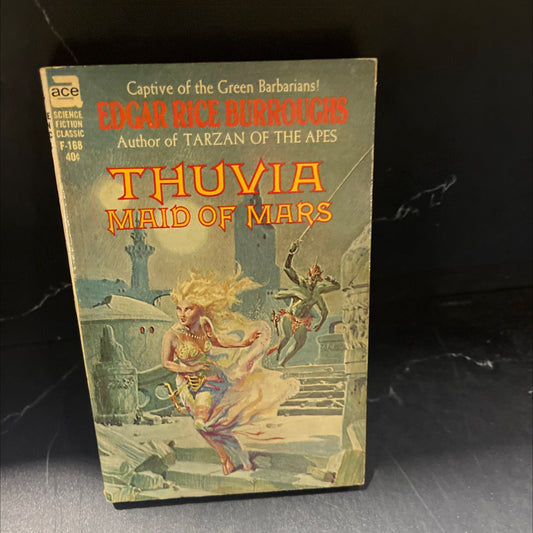 ace
SCIENCE
FICTION
CLASSIC
F-168
40¢
Captive of the Green Barbarians!
EDGAR RICE BURROUGHS
Author of TARZAN OF THE APES
THUVIA
MAID OF MARS